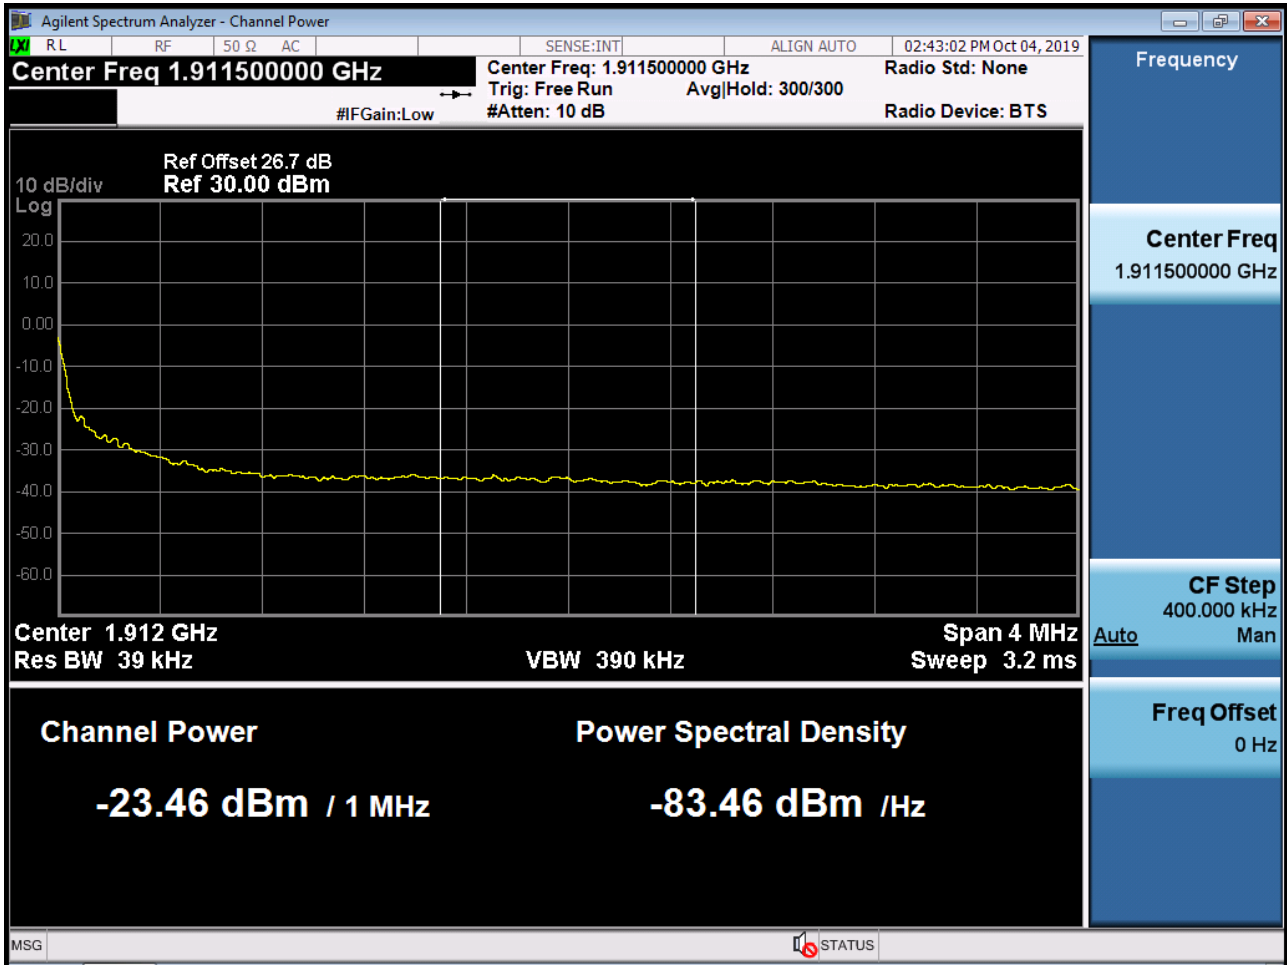 Agilent Spectrum Analyzer - Channel Power
LXI RL RF 50 Ω AC SENSE:INT ALIGN AUTO 02:43:02 PM Oct 04, 2019
Center Freq 1.911500000 GHz
#IFGain:Low
Center Freq: 1.911500000 GHz
Trig: Free Run Avg|Hold: 300/300
#Atten: 10 dB
Radio Std: None
Radio Device: BTS
Ref Offset 26.7 dB
10 dB/div Ref 30.00 dBm
Log
20.0
10.0
0.00
-10.0
-20.0
-30.0
-40.0
-50.0
-60.0
Center 1.912 GHz Span 4 MHz
Res BW 39 kHz VBW 390 kHz Sweep 3.2 ms
Channel Power Power Spectral Density
-23.46 dBm / 1 MHz -83.46 dBm /Hz
Frequency
Center Freq
1.911500000 GHz
CF Step
400.000 kHz
Auto Man
Freq Offset
0 Hz
MSG STATUS